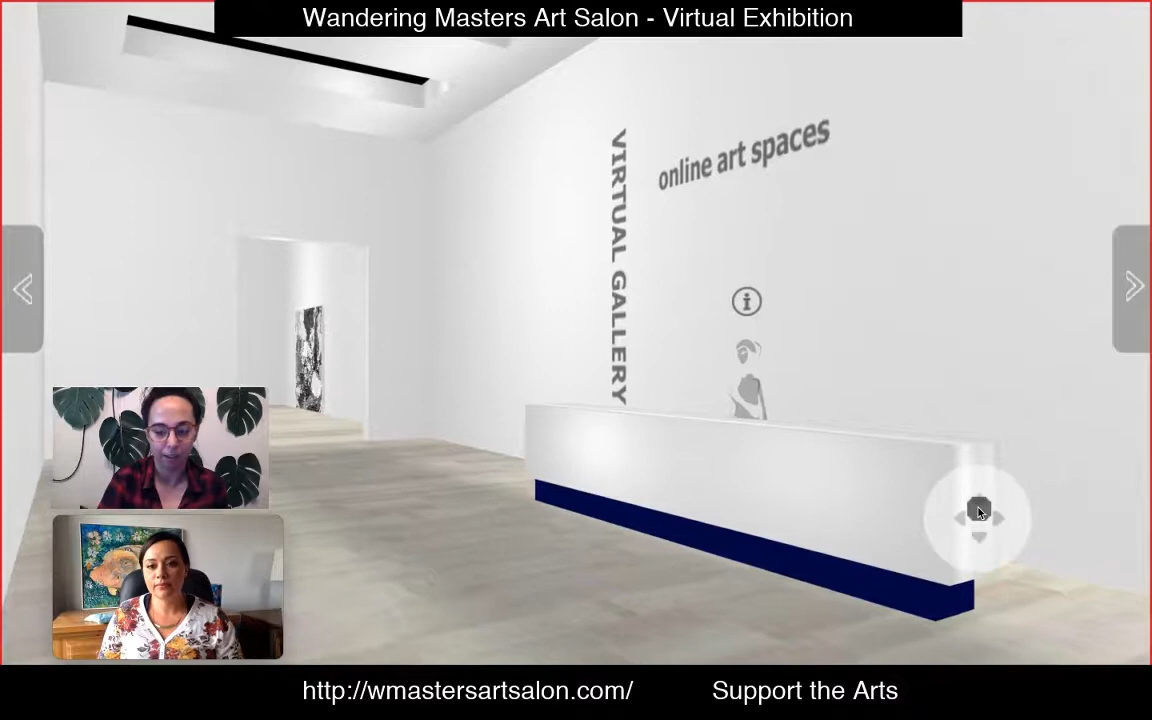 Wandering Masters Art Salon - Virtual Exhibition
online art spaces
VIRTUAL GALLERY
http://wmastersartsalon.com/ Support the Arts